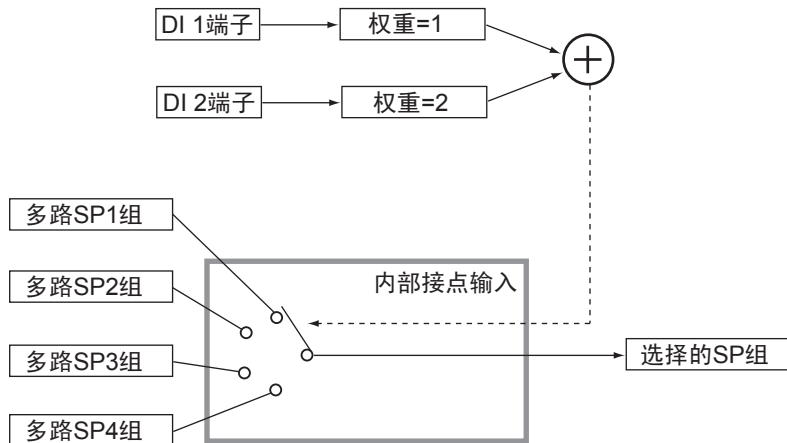 DI 1端子
权重=1
DI 2端子
权重=2
多路SP1组
多路SP2组
内部接点输入
多路SP3组
选择的SP组
多路SP4组